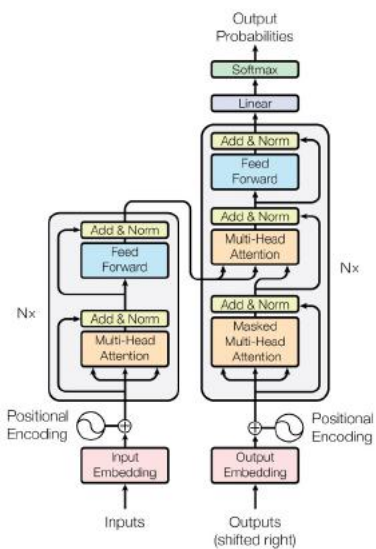 Output
Probabilities
Softmax
Linear
Add & Norm
Feed
Forward
Add & Norm
Multi-Head
Attention
Nx
Add & Norm
Masked
Multi-Head
Attention
Add & Norm
Feed
Forward
Nx
Add & Norm
Multi-Head
Attention
Positional
Encoding
Positional
Encoding
Input
Embedding
Output
Embedding
Inputs
Outputs
(shifted right)